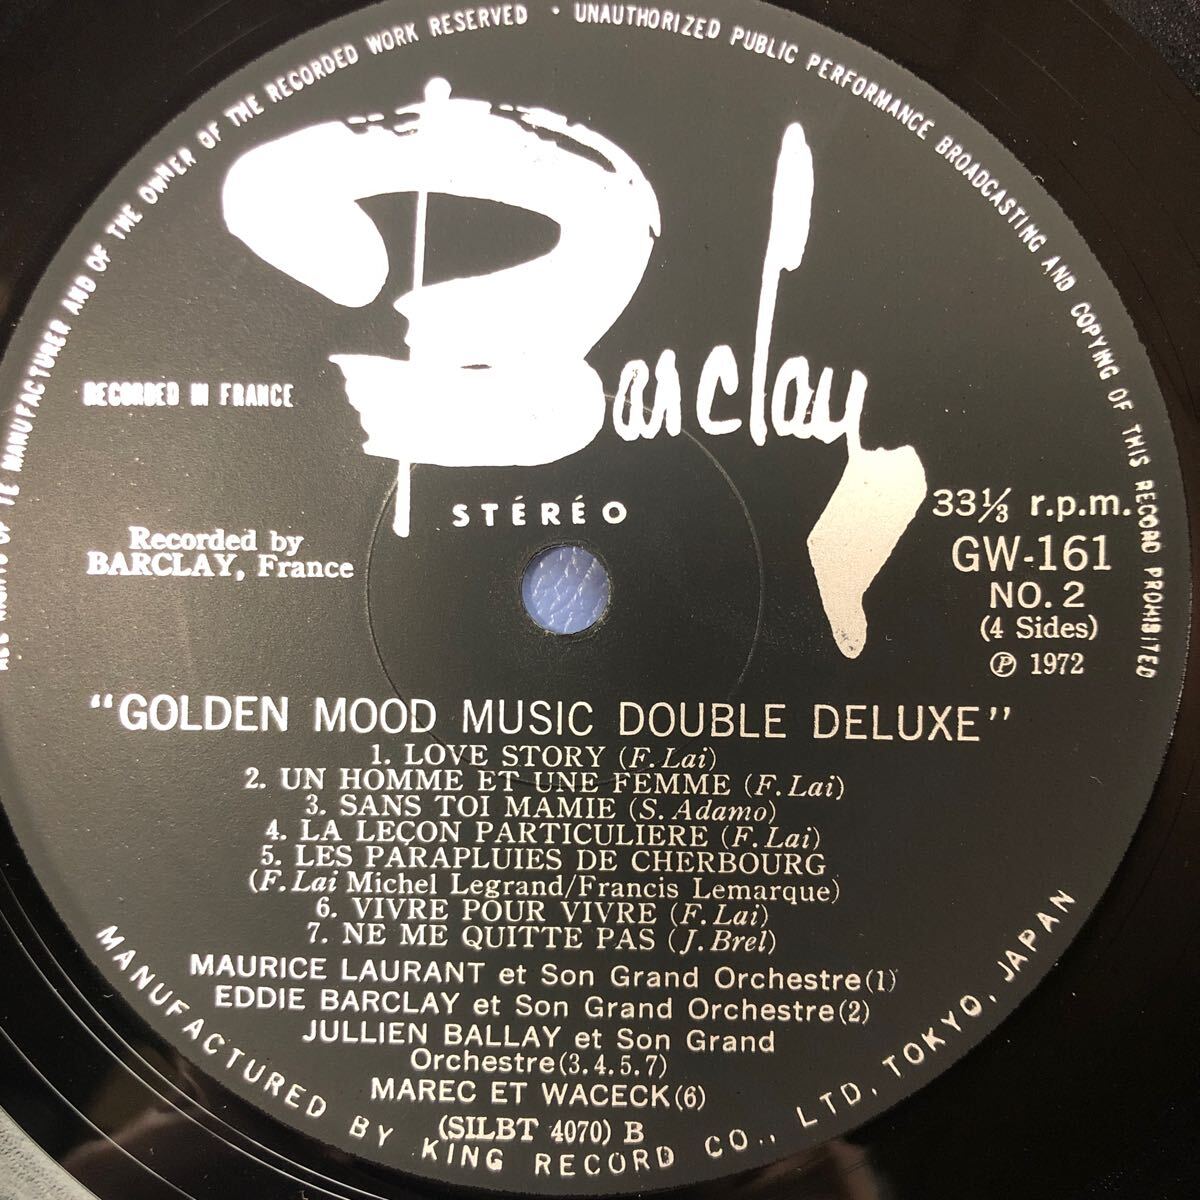 ALL RIGHTS OF THE MANUFACTURER AND OF THE OWNER OF THE RECORDED WORK RESERVED • UNAUTHORIZED PUBLIC PERFORMANCE BROADCASTING AND COPYING OF THIS RECORD PROHIBITED
Barclay
RECORDED IN FRANCE
STÉRÉO
Recorded by
BARCLAY, France
33⅓ r.p.m.
GW-161
NO. 2
(4 Sides)
Ⓟ 1972
"GOLDEN MOOD MUSIC DOUBLE DELUXE"
1. LOVE STORY (F. Lai)
2. UN HOMME ET UNE FEMME (F. Lai)
3. SANS TOI MAMIE (S. Adamo)
4. LA LEÇON PARTICULIERE (F. Lai)
5. LES PARAPLUIES DE CHERBOURG
(F. Lai Michel Legrand/Francis Lemarque)
6. VIVRE POUR VIVRE (F. Lai)
7. NE ME QUITTE PAS (J. Brel)
MAURICE LAURANT et Son Grand Orchestre(1)
EDDIE BARCLAY et Son Grand Orchestre(2)
JULLIEN BALLAY et Son Grand
Orchestre(3.4.5.7)
MAREC ET WACECK(6)
(SILBT 4070) B
MANUFACTURED BY KING RECORD CO., LTD, TOKYO, JAPAN